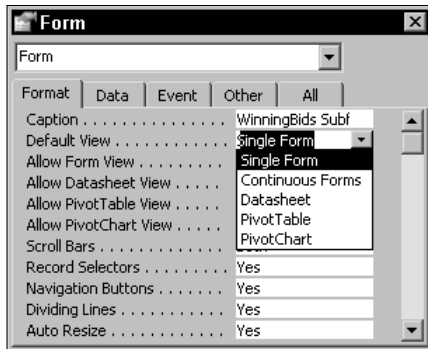 Form
Form
Format Data Event Other All
Caption . . . . . . . . . . . . . . . WinningBids Subf
Default View . . . . . . . . . . . Single Form
Allow Form View . . . . . . . . . Single Form
Allow Datasheet View . . . . . Continuous Forms
Allow PivotTable View . . . . . Datasheet
Allow PivotChart View . . . . . PivotTable
Scroll Bars . . . . . . . . . . . . . PivotChart
Record Selectors . . . . . . . . . Yes
Navigation Buttons . . . . . . . Yes
Dividing Lines . . . . . . . . . . . Yes
Auto Resize . . . . . . . . . . . . Yes